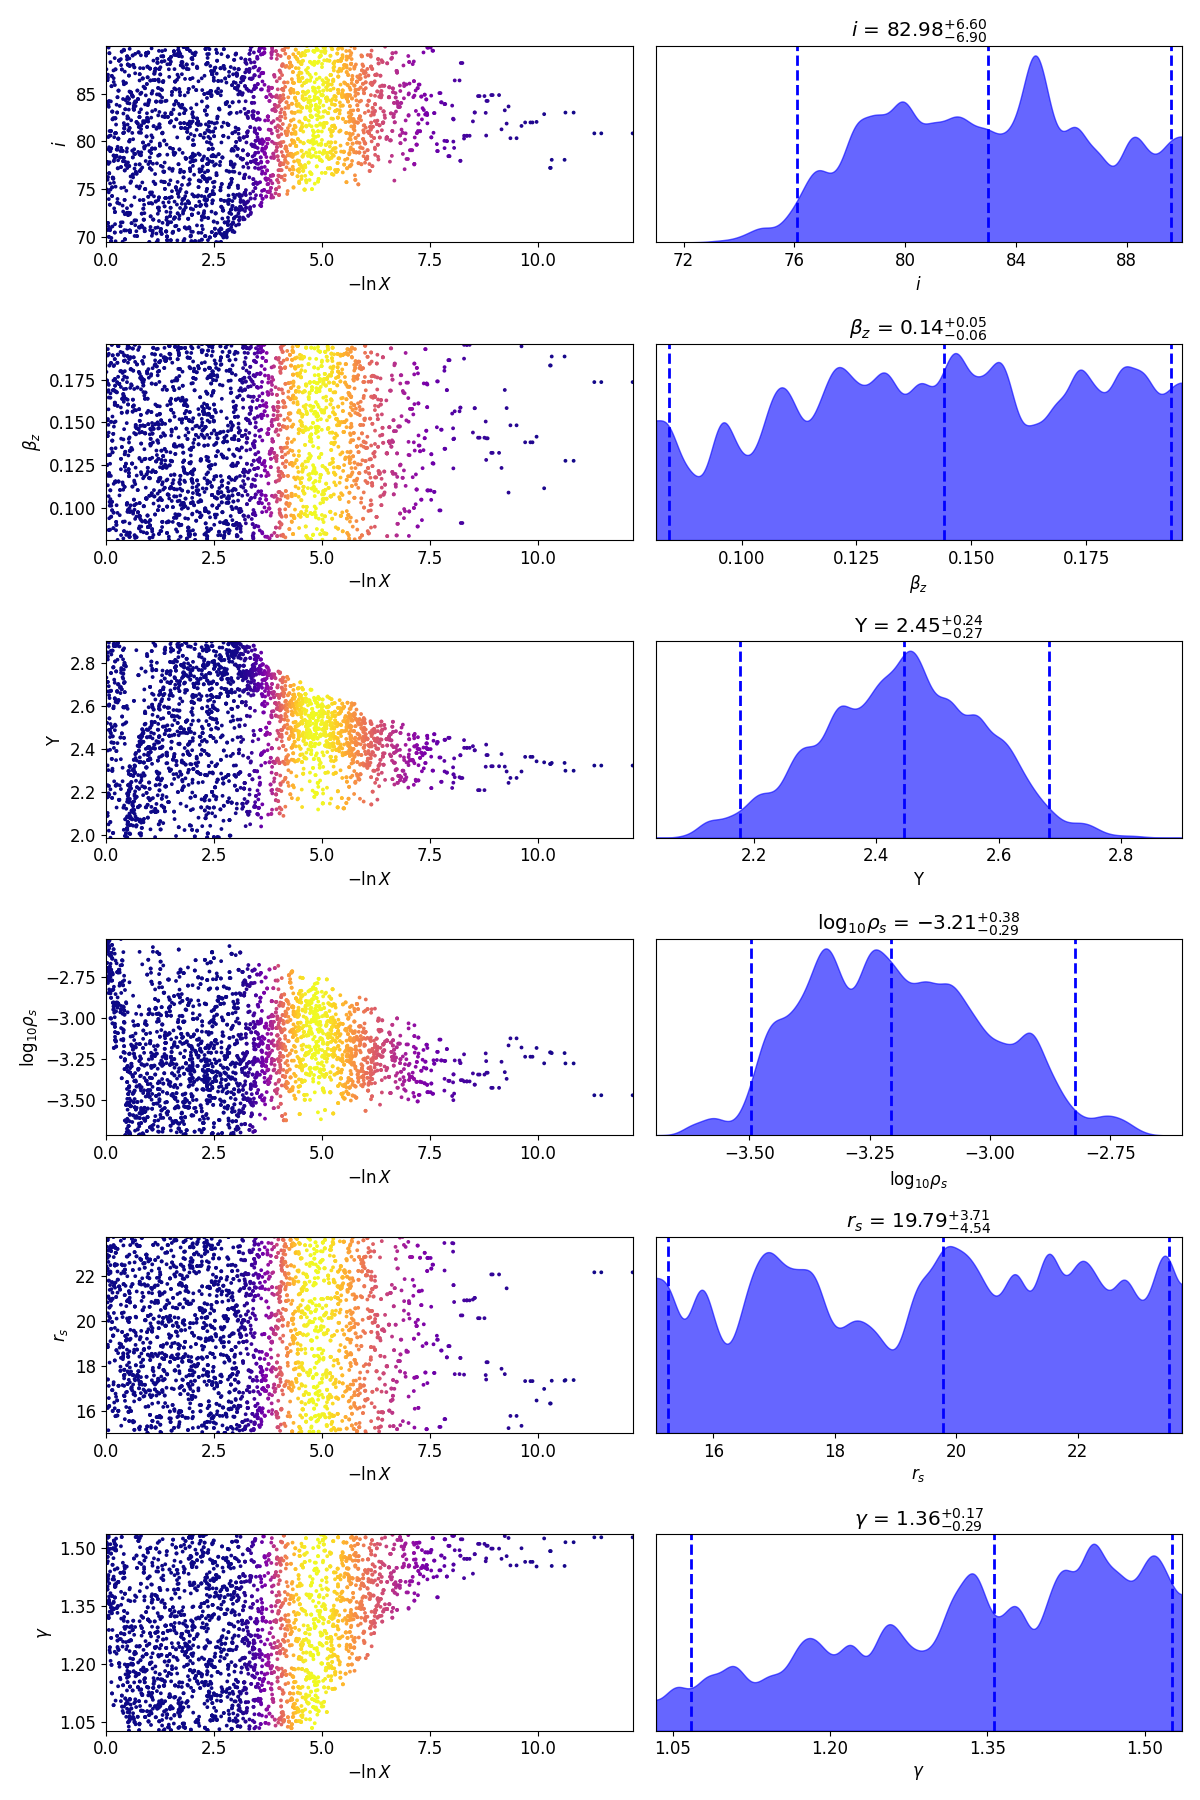 i = 82.98^{+6.60}_{-6.90}
85
80
75
70
i
0.0 2.5 5.0 7.5 10.0
−ln X
72 76 80 84 88
i
β_z = 0.14^{+0.05}_{-0.06}
0.175
0.150
0.125
0.100
β_z
0.0 2.5 5.0 7.5 10.0
−ln X
0.100 0.125 0.150 0.175
β_z
Y = 2.45^{+0.24}_{-0.27}
2.8
2.6
2.4
2.2
2.0
Y
0.0 2.5 5.0 7.5 10.0
−ln X
2.2 2.4 2.6 2.8
Y
log₁₀ρ_s = −3.21^{+0.38}_{-0.29}
−2.75
−3.00
−3.25
−3.50
log₁₀ρ_s
0.0 2.5 5.0 7.5 10.0
−ln X
−3.50 −3.25 −3.00 −2.75
log₁₀ρ_s
r_s = 19.79^{+3.71}_{-4.54}
22
20
18
16
r_s
0.0 2.5 5.0 7.5 10.0
−ln X
16 18 20 22
r_s
γ = 1.36^{+0.17}_{-0.29}
1.50
1.35
1.20
1.05
γ
0.0 2.5 5.0 7.5 10.0
−ln X
1.05 1.20 1.35 1.50
γ